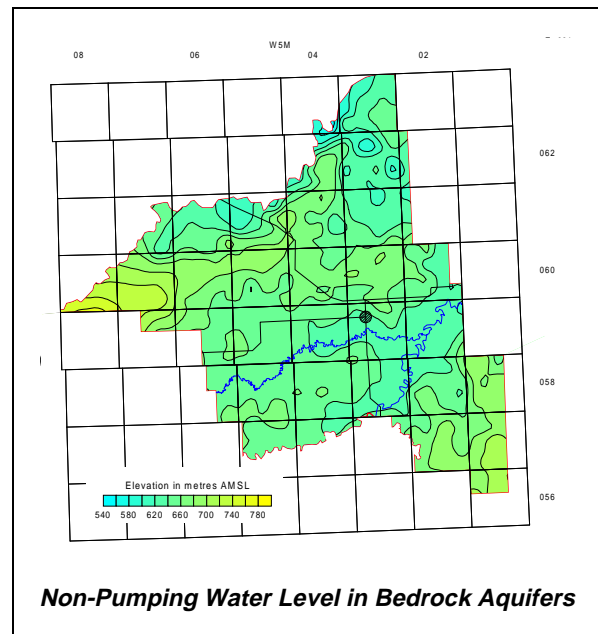 W5M
08 06 04 02
062
060
058
056
Elevation in metres AMSL
540 580 620 660 700 740 780
Non-Pumping Water Level in Bedrock Aquifers